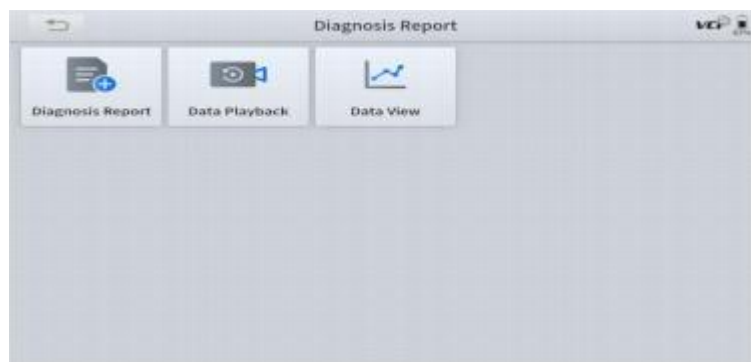 Diagnosis Report
VCI
Diagnosis Report
Data Playback
Data View